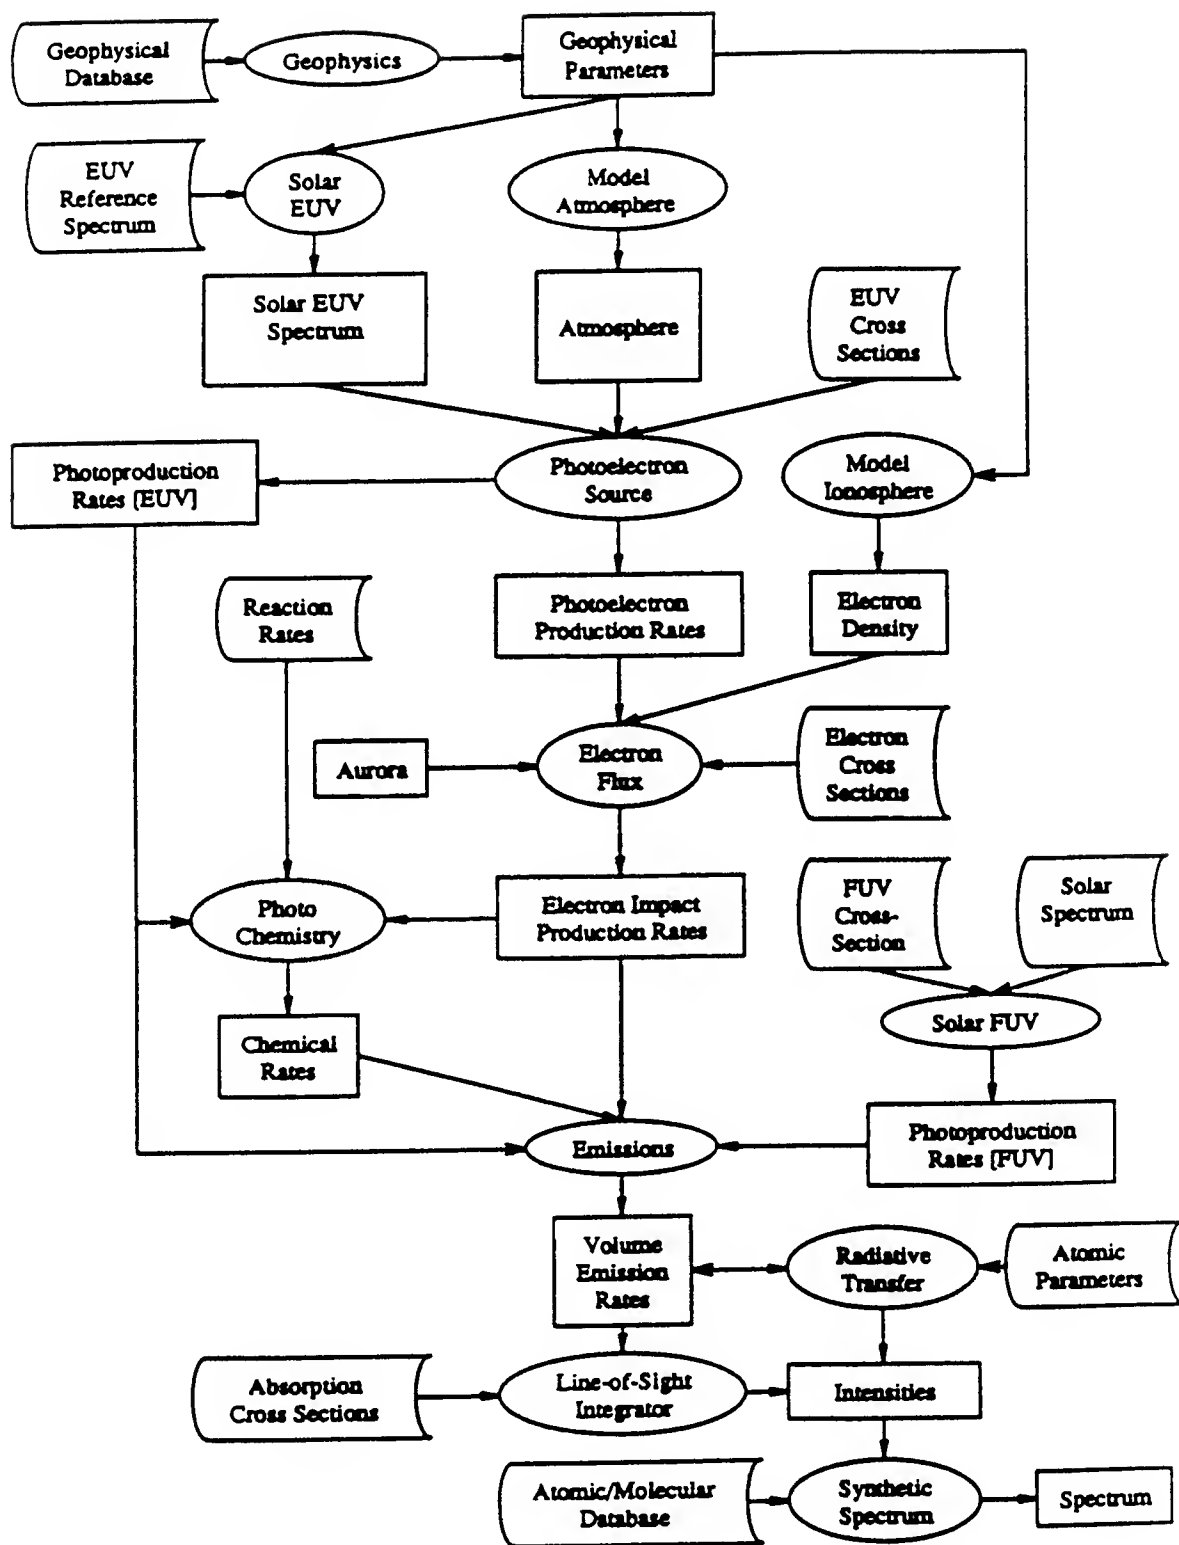 Geophysical
Database
Geophysics
Geophysical
Parameters
EUV
Reference
Spectrum
Solar
EUV
Model
Atmosphere
Solar EUV
Spectrum
Atmosphere
EUV
Cross
Sections
Photoproduction
Rates [EUV]
Photoelectron
Source
Model
Ionosphere
Reaction
Rates
Photoelectron
Production Rates
Electron
Density
Aurora
Electron
Flux
Electron
Cross
Sections
Photo
Chemistry
Electron Impact
Production Rates
FUV
Cross-
Section
Solar
Spectrum
Solar FUV
Chemical
Rates
Emissions
Photoproduction
Rates [FUV]
Volume
Emission
Rates
Radiative
Transfer
Atomic
Parameters
Absorption
Cross Sections
Line-of-Sight
Integrator
Intensities
Atomic/Molecular
Database
Synthetic
Spectrum
Spectrum